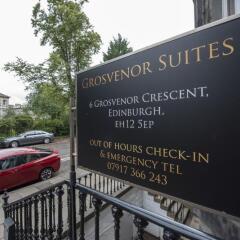 GROSVENOR SUITES
6 GROSVENOR CRESCENT,
EDINBURGH,
EH12 5EP
OUT OF HOURS CHECK-IN
& EMERGENCY TEL
07917 366 243